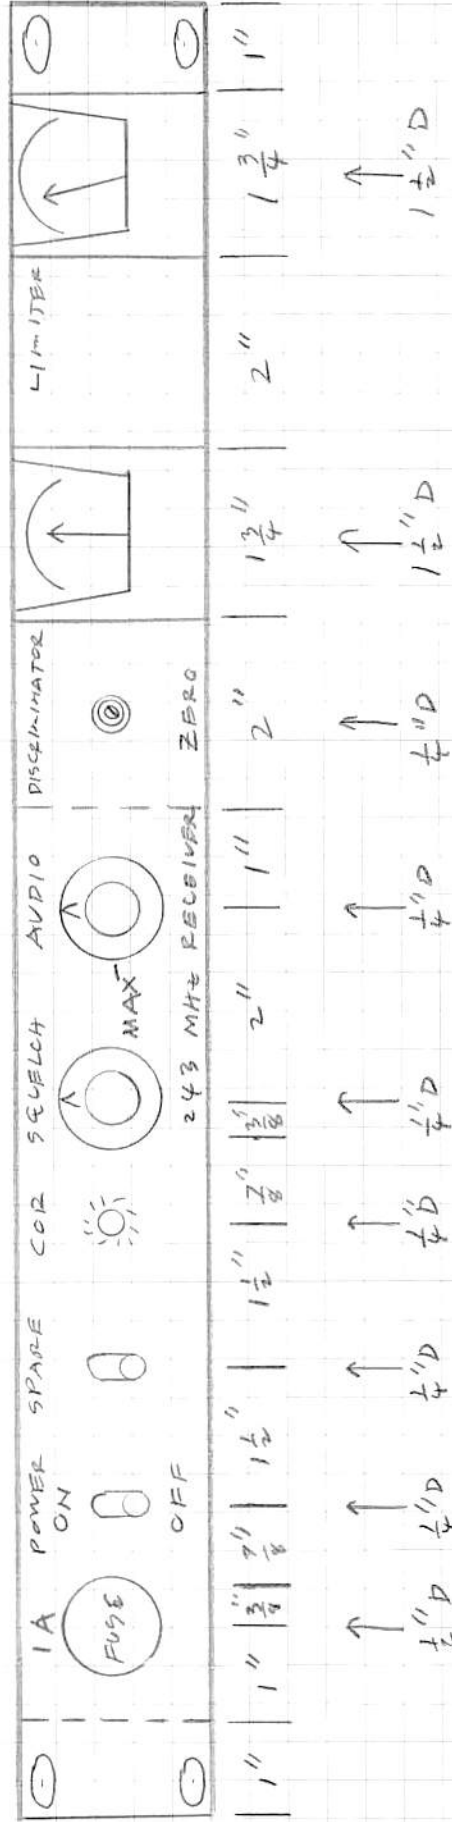 1A POWER SPARE COR SQUELCH AUDIO DISCRIMINATOR LIMITER
ON
FUSE
MAX
OFF 243 MHz RECEIVER ZERO
1" 1" 3/8" 7/8" 1 1/2" 1 1/2" 7/8" 3/8" 2" 1" 2" 1 3/4" 2" 1 3/4" 1"
1/2"D 1/4"D 1/4"D 1/4"D 1/4"D 1/4"D 1/4"D 1 1/2"D 1 1/2"D